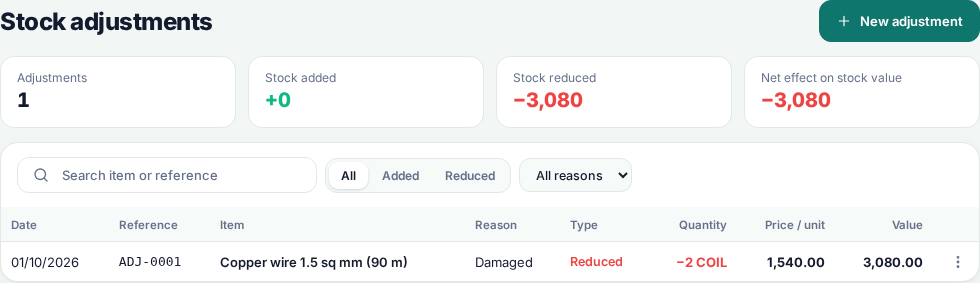 Stock adjustments
+ New adjustment
Adjustments
1
Stock added
+0
Stock reduced
−3,080
Net effect on stock value
−3,080
Search item or reference
All Added Reduced
All reasons
Date Reference Item Reason Type Quantity Price / unit Value
01/10/2026 ADJ-0001 Copper wire 1.5 sq mm (90 m) Damaged Reduced −2 COIL 1,540.00 3,080.00